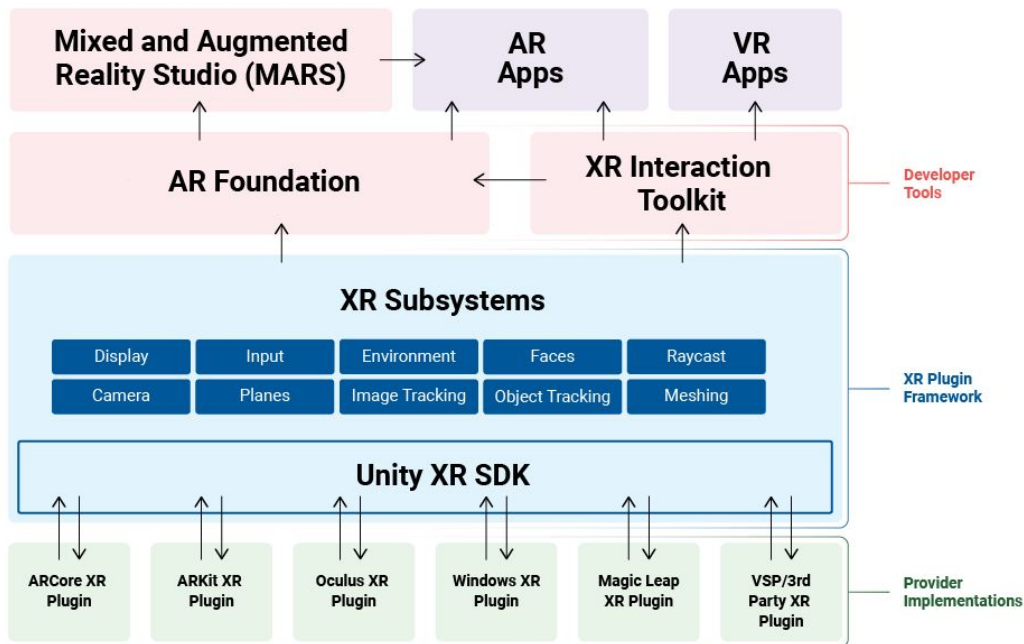 Mixed and Augmented
Reality Studio (MARS)
AR
Apps
VR
Apps
AR Foundation
XR Interaction
Toolkit
Developer
Tools
XR Subsystems
Display
Input
Environment
Faces
Raycast
Camera
Planes
Image Tracking
Object Tracking
Meshing
XR Plugin
Framework
Unity XR SDK
ARCore XR
Plugin
ARKit XR
Plugin
Oculus XR
Plugin
Windows XR
Plugin
Magic Leap
XR Plugin
VSP/3rd
Party XR
Plugin
Provider
Implementations